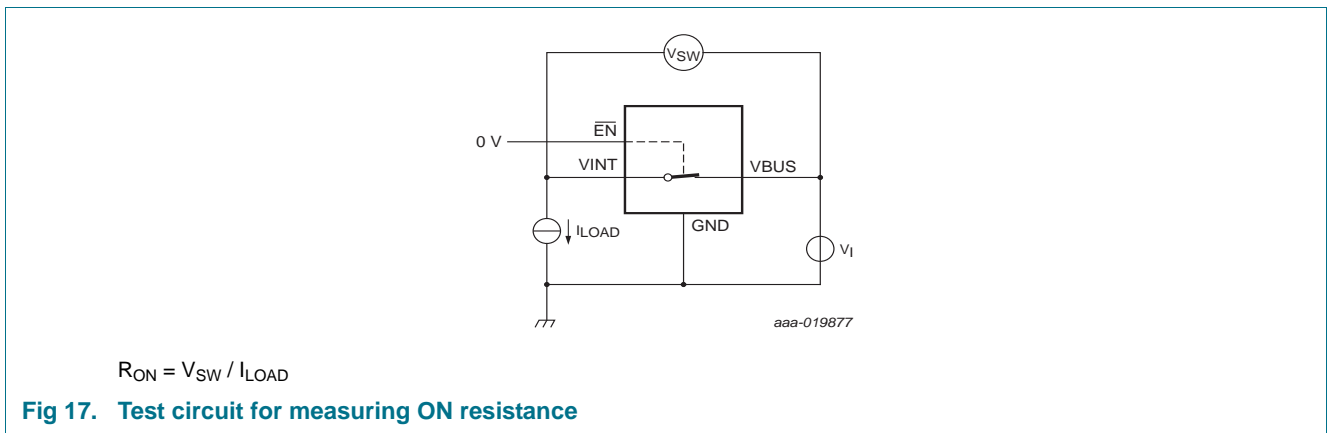 VSW
EN
0 V
VINT
VBUS
GND
ILOAD
VI
aaa-019877
RON = VSW / ILOAD
Fig 17. Test circuit for measuring ON resistance